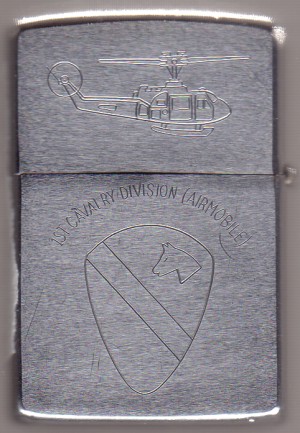 1ST CAVALRY DIVISION (AIRMOBILE)